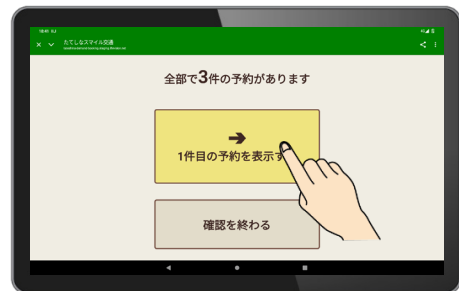 たてしなスマイル交通
全部で3件の予約があります
➔
1件目の予約を表示す
確認を終わる